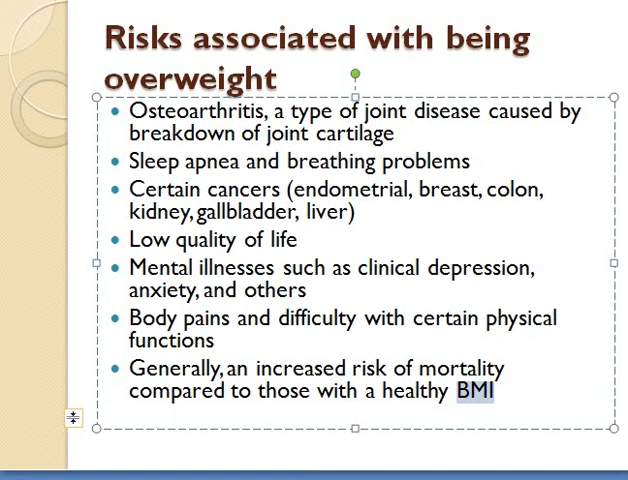 Risks associated with being
overweight
Osteoarthritis, a type of joint disease caused by
breakdown of joint cartilage
Sleep apnea and breathing problems
Certain cancers (endometrial, breast, colon,
kidney, gallbladder, liver)
Low quality of life
Mental illnesses such as clinical depression,
anxiety, and others
Body pains and difficulty with certain physical
functions
Generally, an increased risk of mortality
compared to those with a healthy BMI